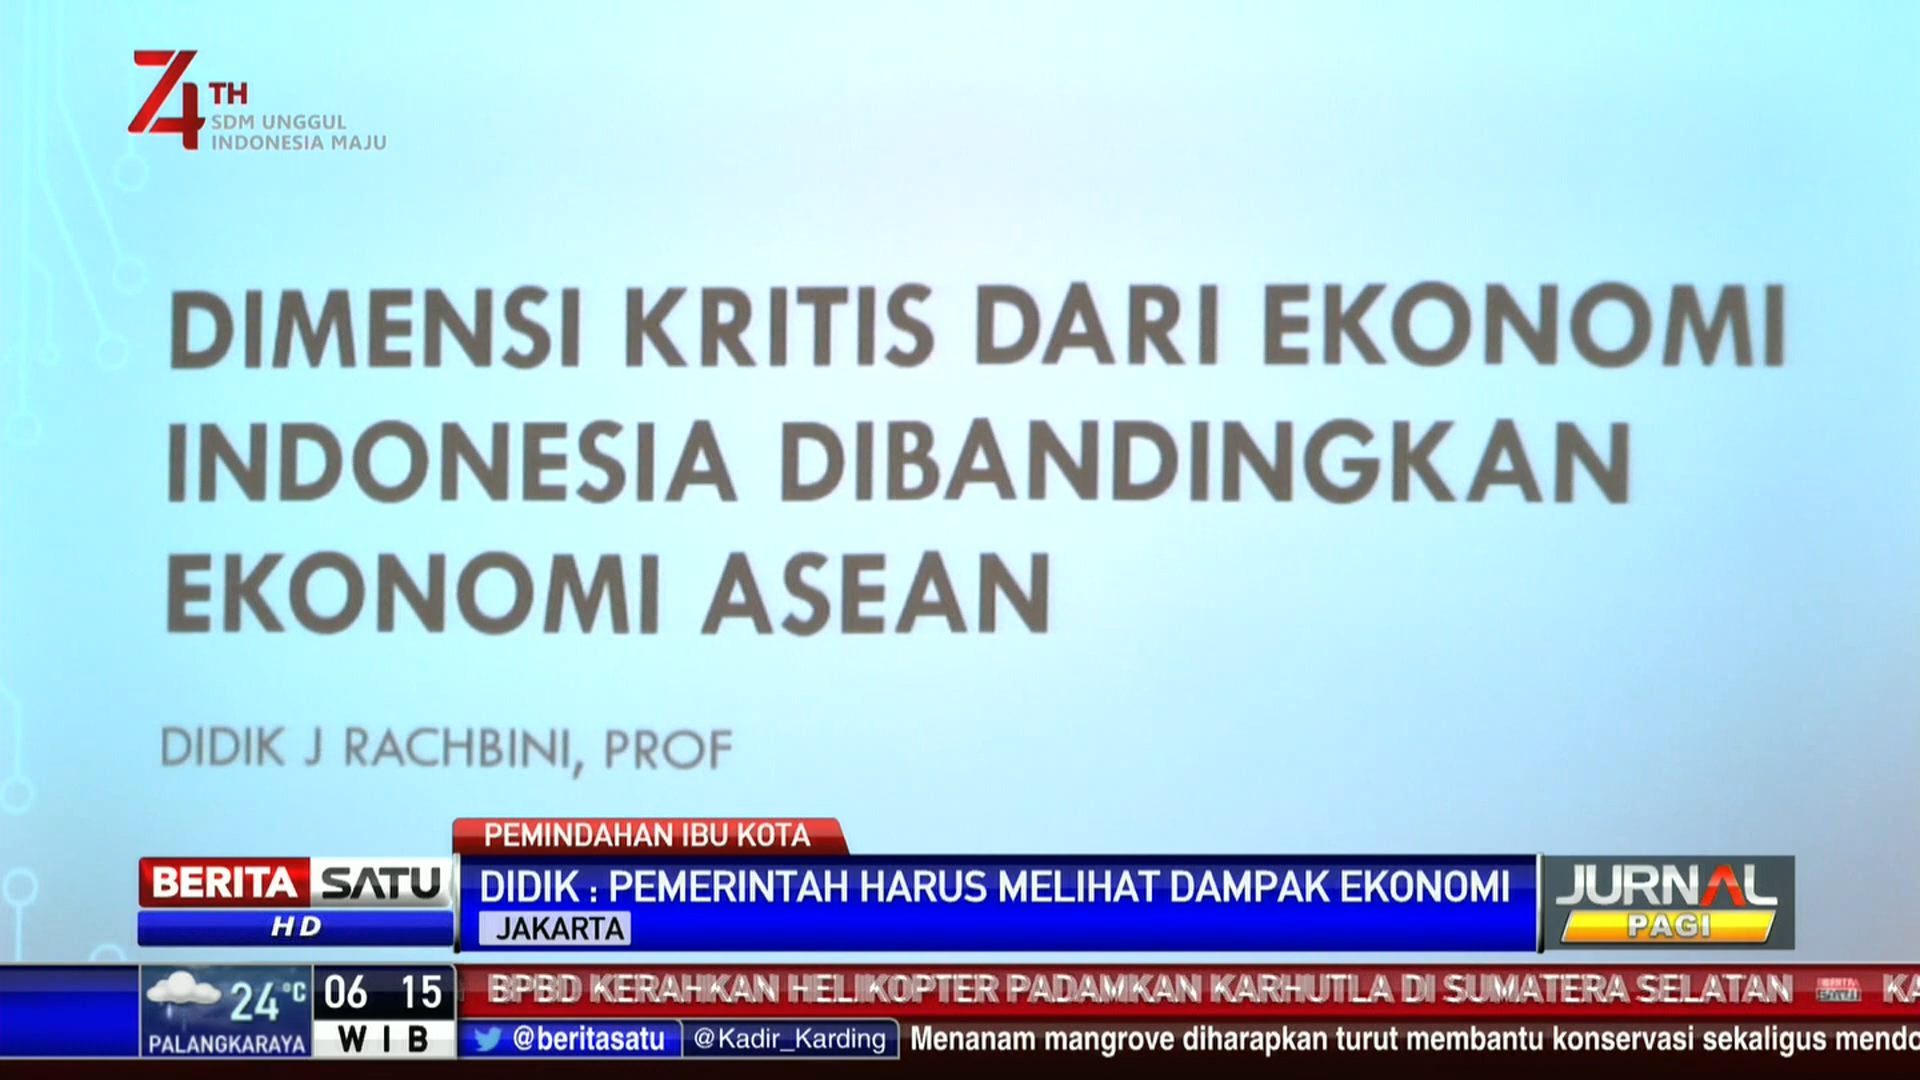 74TH
SDM UNGGUL
INDONESIA MAJU
DIMENSI KRITIS DARI EKONOMI
INDONESIA DIBANDINGKAN
EKONOMI ASEAN
DIDIK J RACHBINI, PROF
PEMINDAHAN IBU KOTA
BERITA SATU
HD
DIDIK : PEMERINTAH HARUS MELIHAT DAMPAK EKONOMI
JAKARTA
JURNAL
PAGI
24°C
PALANGKARAYA
06 15
WIB
BPBD KERAHKAN HELIKOPTER PADAMKAN KARHUTLA DI SUMATERA SELATAN
@beritasatu
@Kadir_Karding
Menanam mangrove diharapkan turut membantu konservasi sekaligus